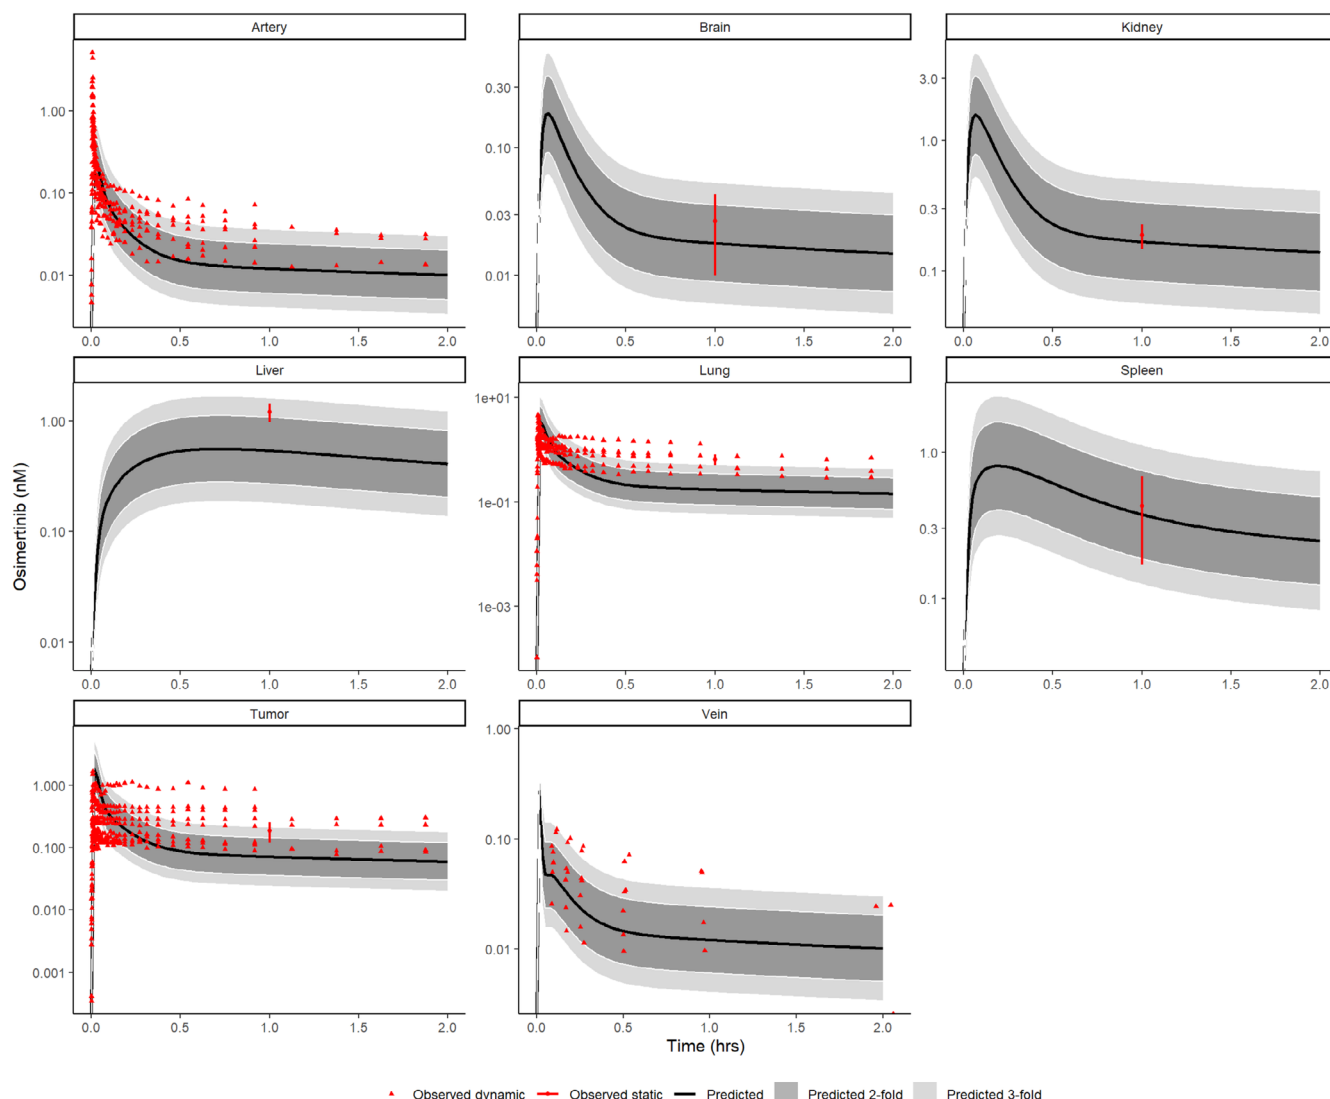 Artery
Brain
Kidney
1.00
0.10
0.01
0.30
0.10
0.03
0.01
3.0
1.0
0.3
0.1
0.0 0.5 1.0 1.5 2.0
0.0 0.5 1.0 1.5 2.0
0.0 0.5 1.0 1.5 2.0
Liver
Lung
Spleen
1.00
0.10
0.01
1e+01
1e-01
1e-03
1.0
0.3
0.1
0.0 0.5 1.0 1.5 2.0
0.0 0.5 1.0 1.5 2.0
0.0 0.5 1.0 1.5 2.0
Osimertinib (nM)
Tumor
Vein
1.000
0.100
0.010
0.001
1.00
0.10
0.01
0.0 0.5 1.0 1.5 2.0
0.0 0.5 1.0 1.5 2.0
Time (hrs)
Observed dynamic Observed static Predicted Predicted 2-fold Predicted 3-fold